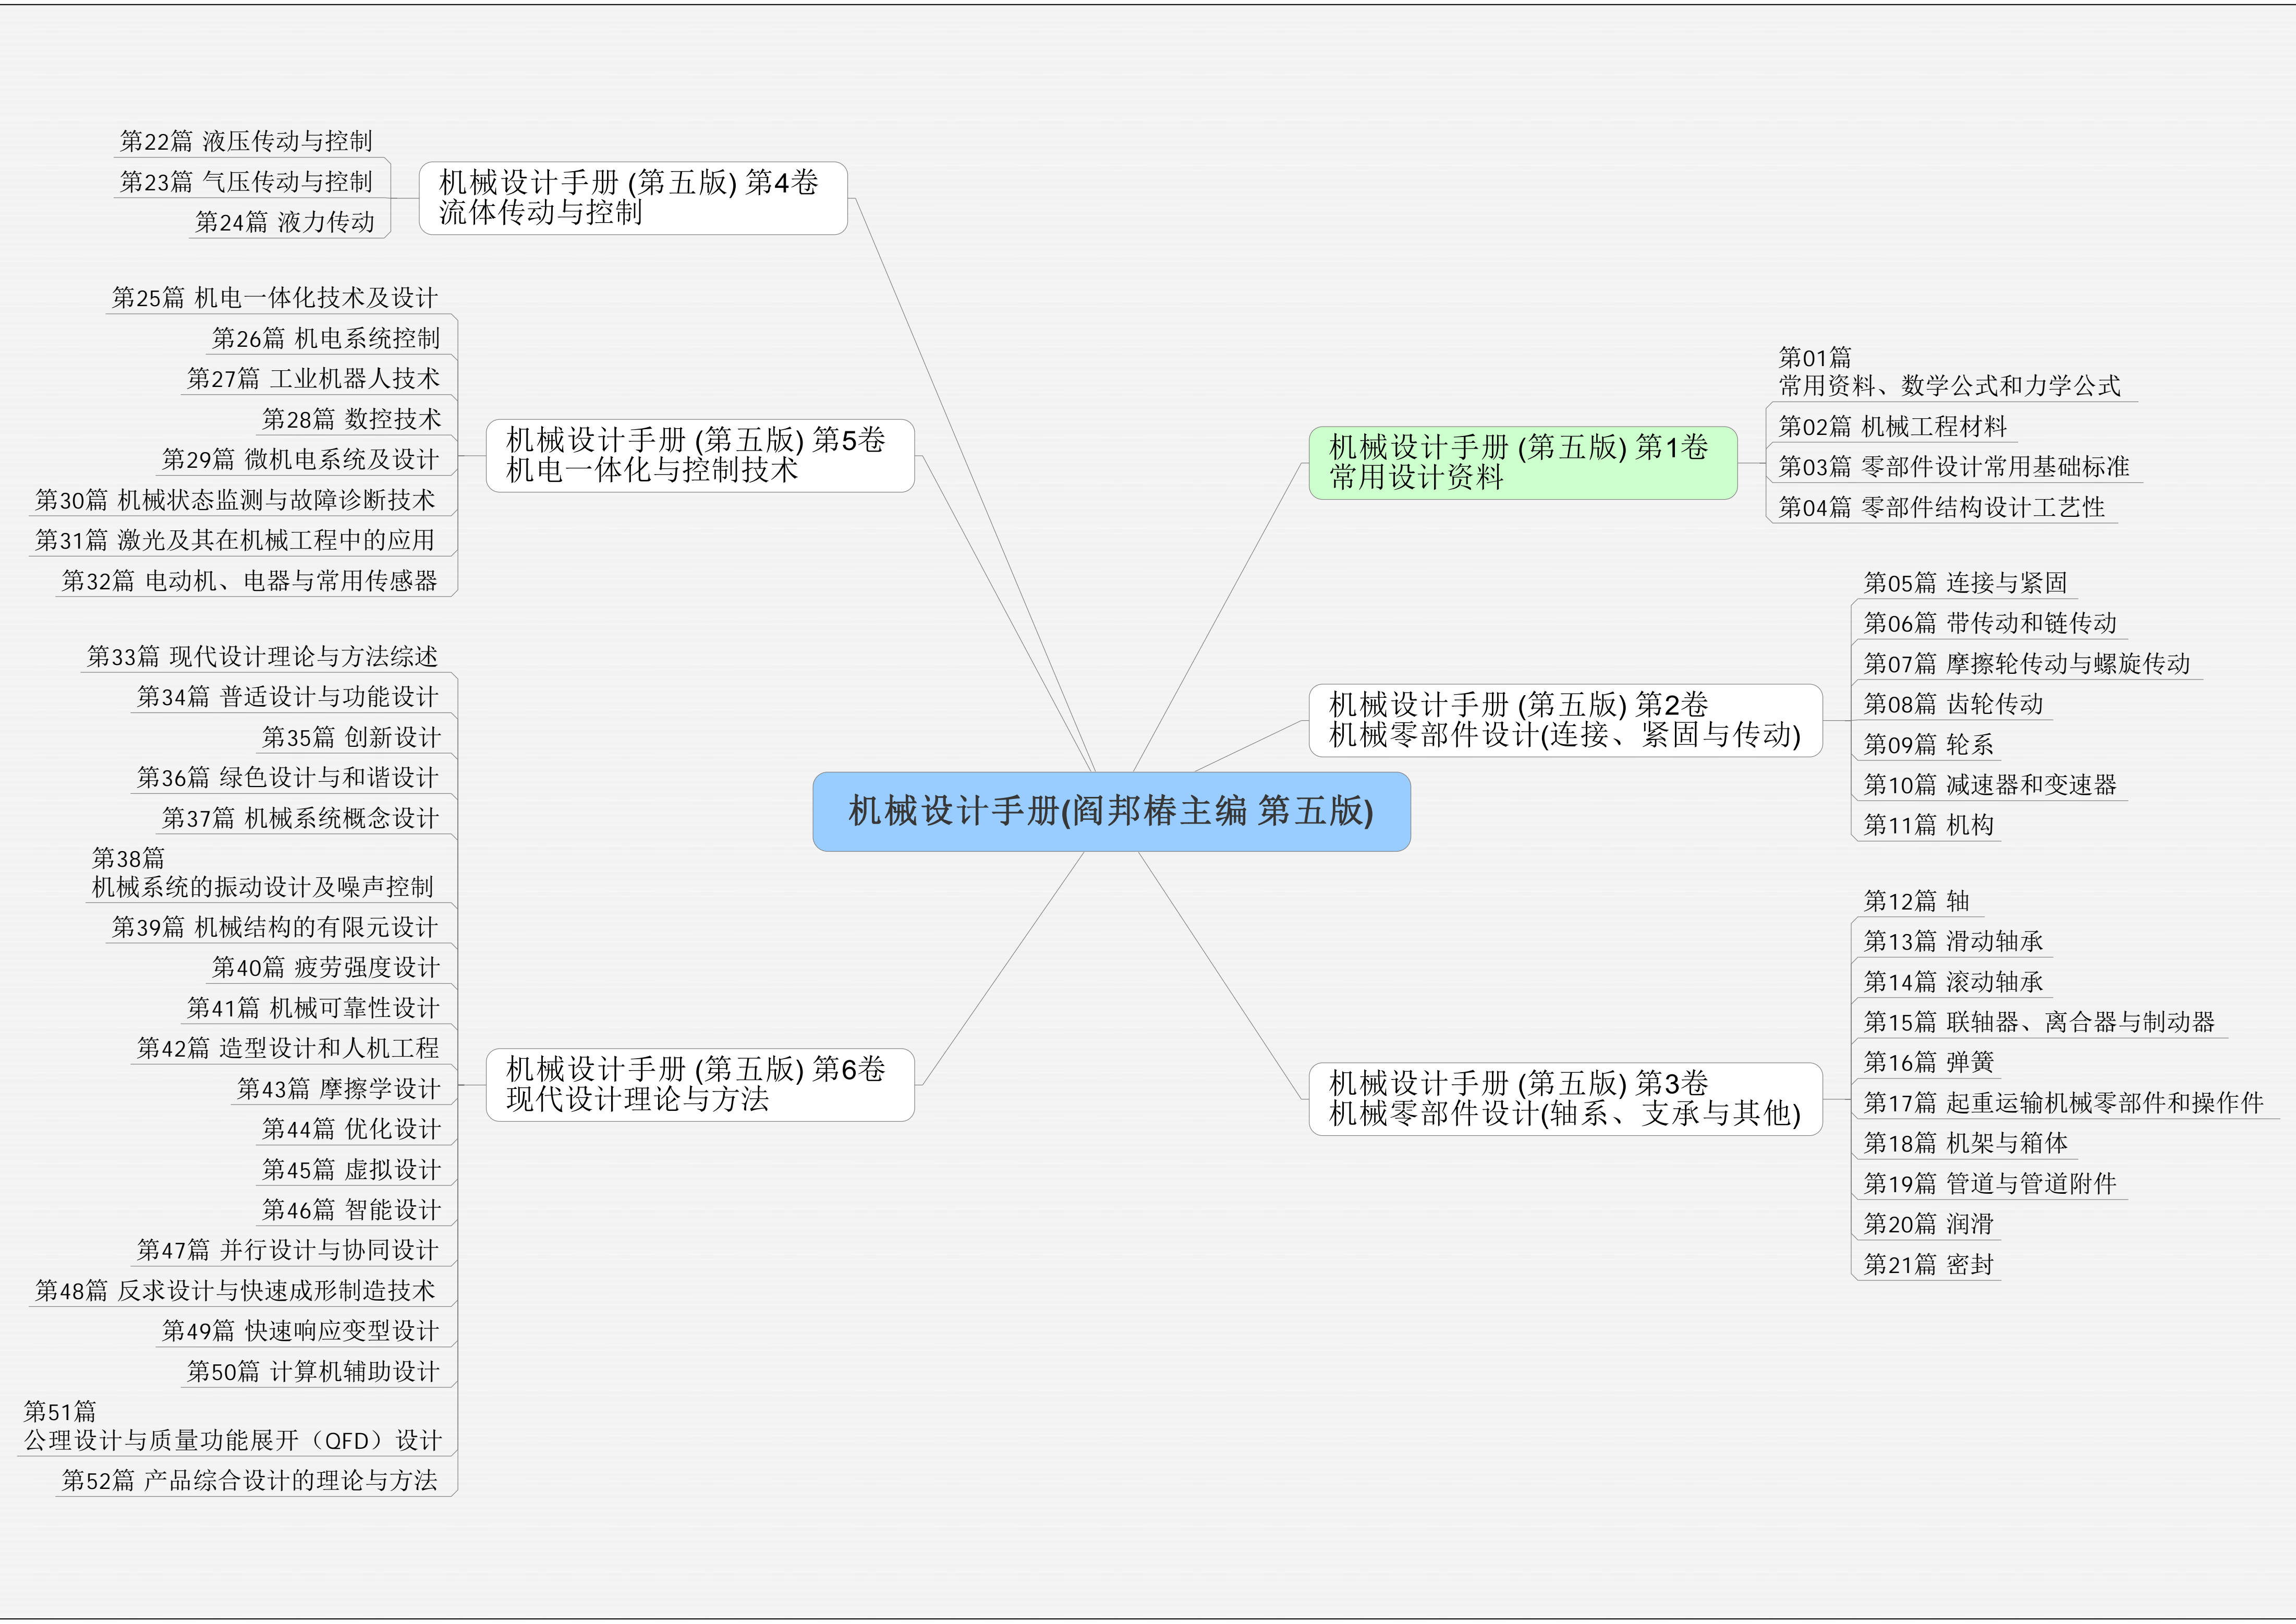 机械设计手册(阎邦椿主编 第五版)
机械设计手册 (第五版) 第1卷
常用设计资料
第01篇
常用资料、数学公式和力学公式
第02篇 机械工程材料
第03篇 零部件设计常用基础标准
第04篇 零部件结构设计工艺性
机械设计手册 (第五版) 第2卷
机械零部件设计(连接、紧固与传动)
第05篇 连接与紧固
第06篇 带传动和链传动
第07篇 摩擦轮传动与螺旋传动
第08篇 齿轮传动
第09篇 轮系
第10篇 减速器和变速器
第11篇 机构
机械设计手册 (第五版) 第3卷
机械零部件设计(轴系、支承与其他)
第12篇 轴
第13篇 滑动轴承
第14篇 滚动轴承
第15篇 联轴器、离合器与制动器
第16篇 弹簧
第17篇 起重运输机械零部件和操作件
第18篇 机架与箱体
第19篇 管道与管道附件
第20篇 润滑
第21篇 密封
机械设计手册 (第五版) 第4卷
流体传动与控制
第22篇 液压传动与控制
第23篇 气压传动与控制
第24篇 液力传动
机械设计手册 (第五版) 第5卷
机电一体化与控制技术
第25篇 机电一体化技术及设计
第26篇 机电系统控制
第27篇 工业机器人技术
第28篇 数控技术
第29篇 微机电系统及设计
第30篇 机械状态监测与故障诊断技术
第31篇 激光及其在机械工程中的应用
第32篇 电动机、电器与常用传感器
机械设计手册 (第五版) 第6卷
现代设计理论与方法
第33篇 现代设计理论与方法综述
第34篇 普适设计与功能设计
第35篇 创新设计
第36篇 绿色设计与和谐设计
第37篇 机械系统概念设计
第38篇
机械系统的振动设计及噪声控制
第39篇 机械结构的有限元设计
第40篇 疲劳强度设计
第41篇 机械可靠性设计
第42篇 造型设计和人机工程
第43篇 摩擦学设计
第44篇 优化设计
第45篇 虚拟设计
第46篇 智能设计
第47篇 并行设计与协同设计
第48篇 反求设计与快速成形制造技术
第49篇 快速响应变型设计
第50篇 计算机辅助设计
第51篇
公理设计与质量功能展开（QFD）设计
第52篇 产品综合设计的理论与方法